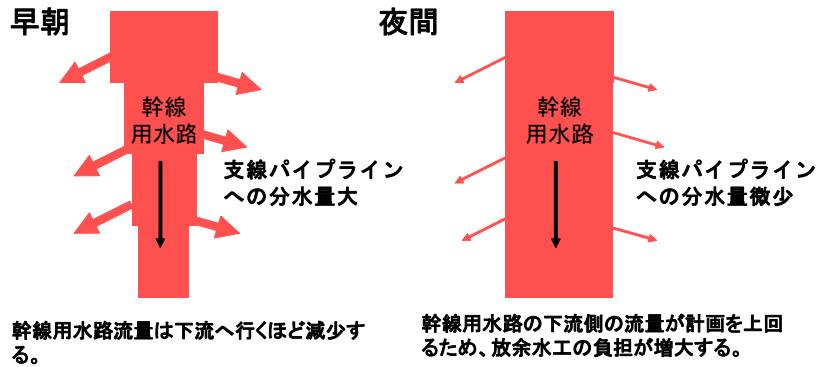 早朝
幹線
用水路
支線パイプライン
への分水量大
幹線用水路流量は下流へ行くほど減少す
る。
夜間
幹線
用水路
支線パイプライン
への分水量微少
幹線用水路の下流側の流量が計画を上回
るため、放余水工の負担が増大する。